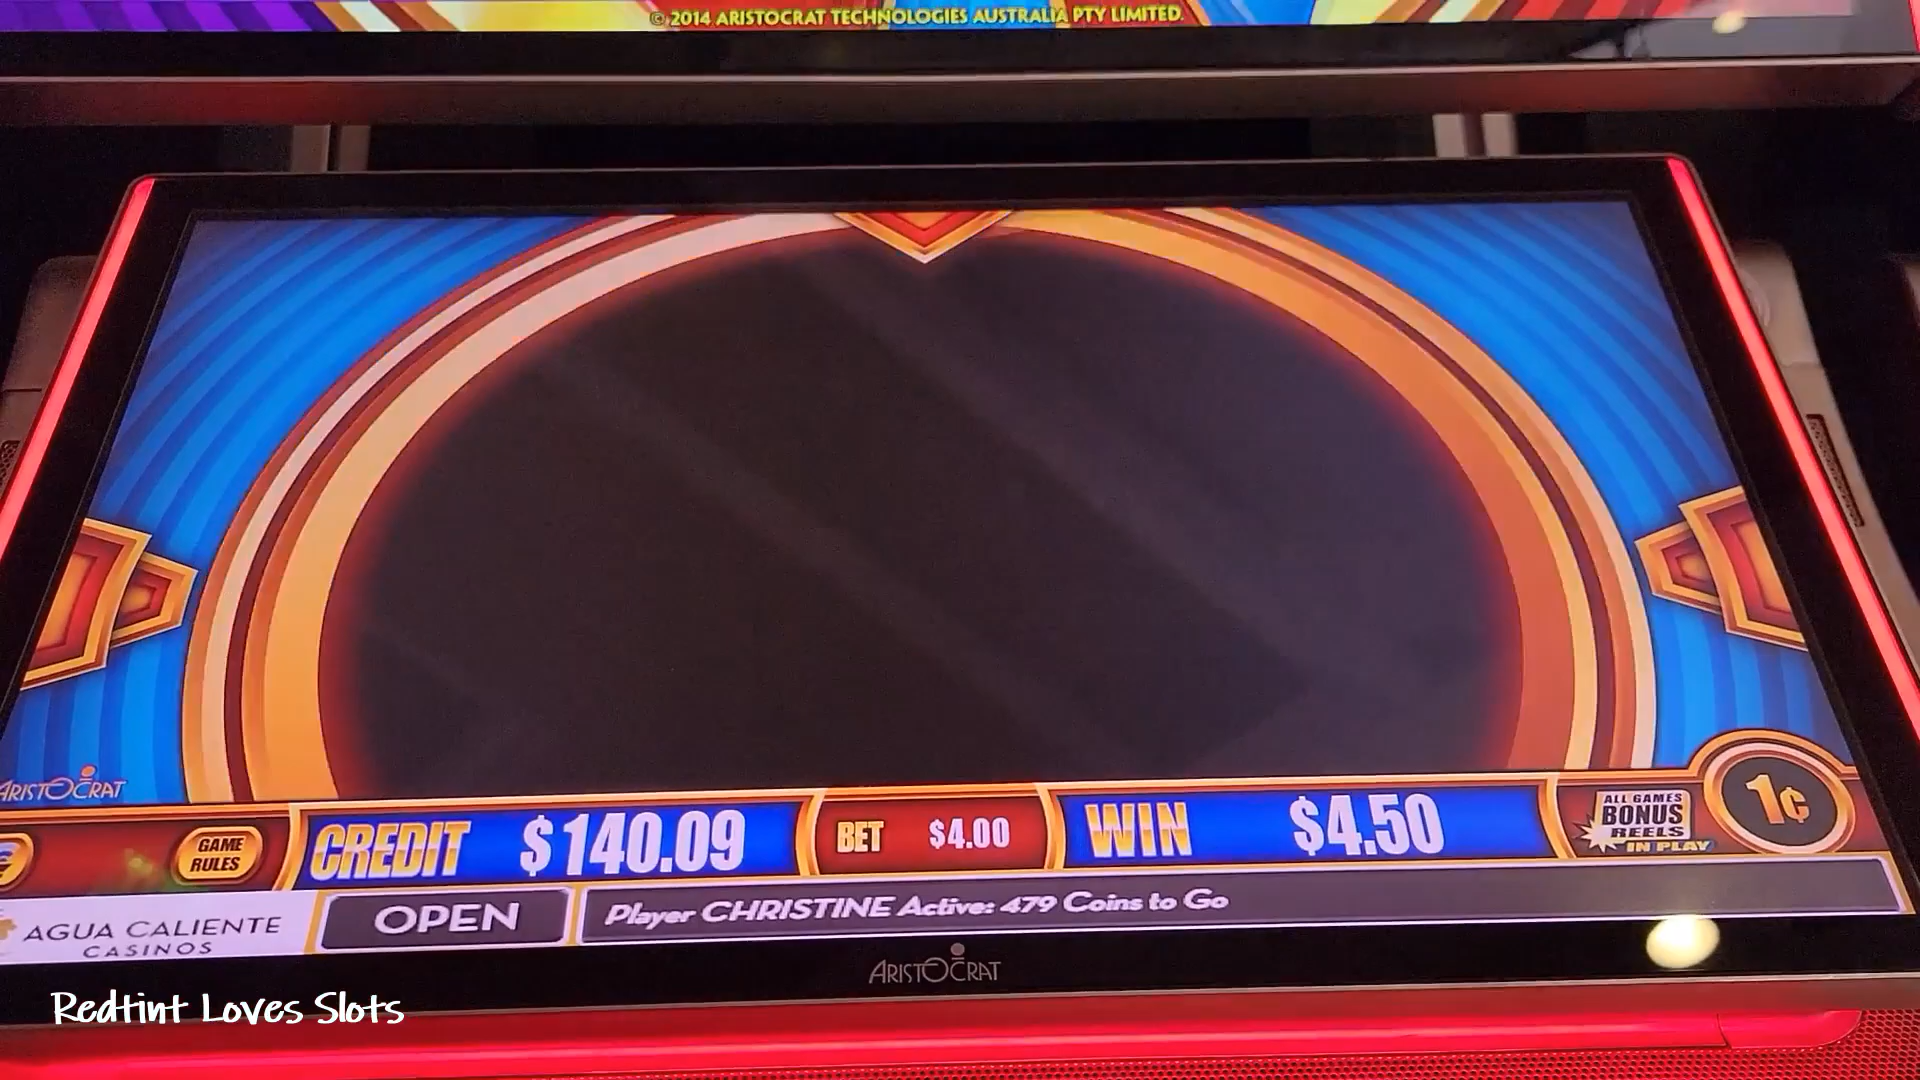 © 2014 ARISTOCRAT TECHNOLOGIES AUSTRALIA PTY LIMITED.
ARISTOCRAT
GAME
RULES
CREDIT $140.09
BET $4.00
WIN $4.50
ALL GAMES
BONUS
REELS
IN PLAY
1¢
AGUA CALIENTE
CASINOS
OPEN
Player CHRISTINE Active: 479 Coins to Go
ARISTOCRAT
Redtint Loves Slots